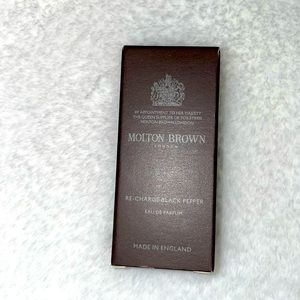 BY APPOINTMENT TO HER MAJESTY
THE QUEEN SUPPLIER OF TOILETRIES
MOLTON BROWN LONDON
MOLTON BROWN
LONDON
RE-CHARGE BLACK PEPPER
EAU DE PARFUM
MADE IN ENGLAND